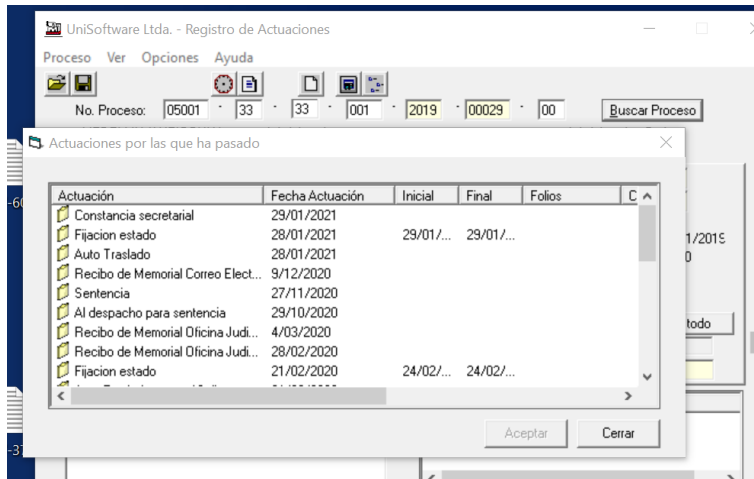 UniSoftware Ltda. - Registro de Actuaciones
Proceso Ver Opciones Ayuda
No. Proceso: 05001 - 33 - 33 - 001 - 2019 - 00029 - 00 Buscar Proceso
Actuaciones por las que ha pasado
Actuación Fecha Actuación Inicial Final Folios C
Constancia secretarial 29/01/2021
Fijacion estado 28/01/2021 29/01/... 29/01/...
Auto Traslado 28/01/2021
Recibo de Memorial Correo Elect... 9/12/2020
Sentencia 27/11/2020
Al despacho para sentencia 29/10/2020
Recibo de Memorial Oficina Judi... 4/03/2020
Recibo de Memorial Oficina Judi... 28/02/2020
Fijacion estado 21/02/2020 24/02/... 24/02/...
Aceptar Cerrar
-60
1/2019
0
todo
-37